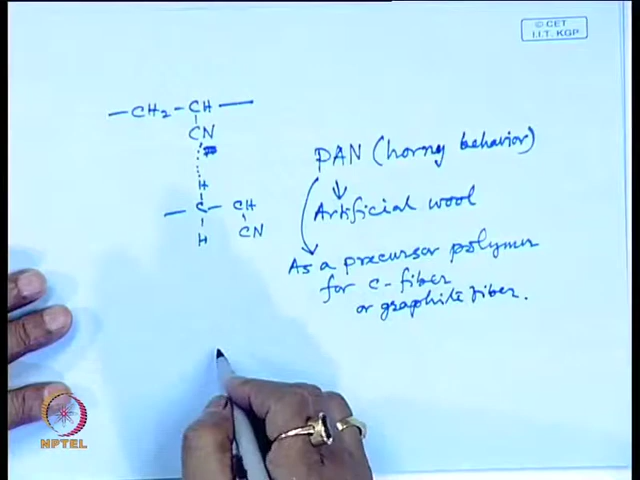 © CET
I.I.T. KGP
— CH2 – CH —
CN
H
— C – CH
H CN
PAN (horny behavior)
Artificial wool
As a precursor polymer
for c-fiber
or graphite fiber.
NPTEL